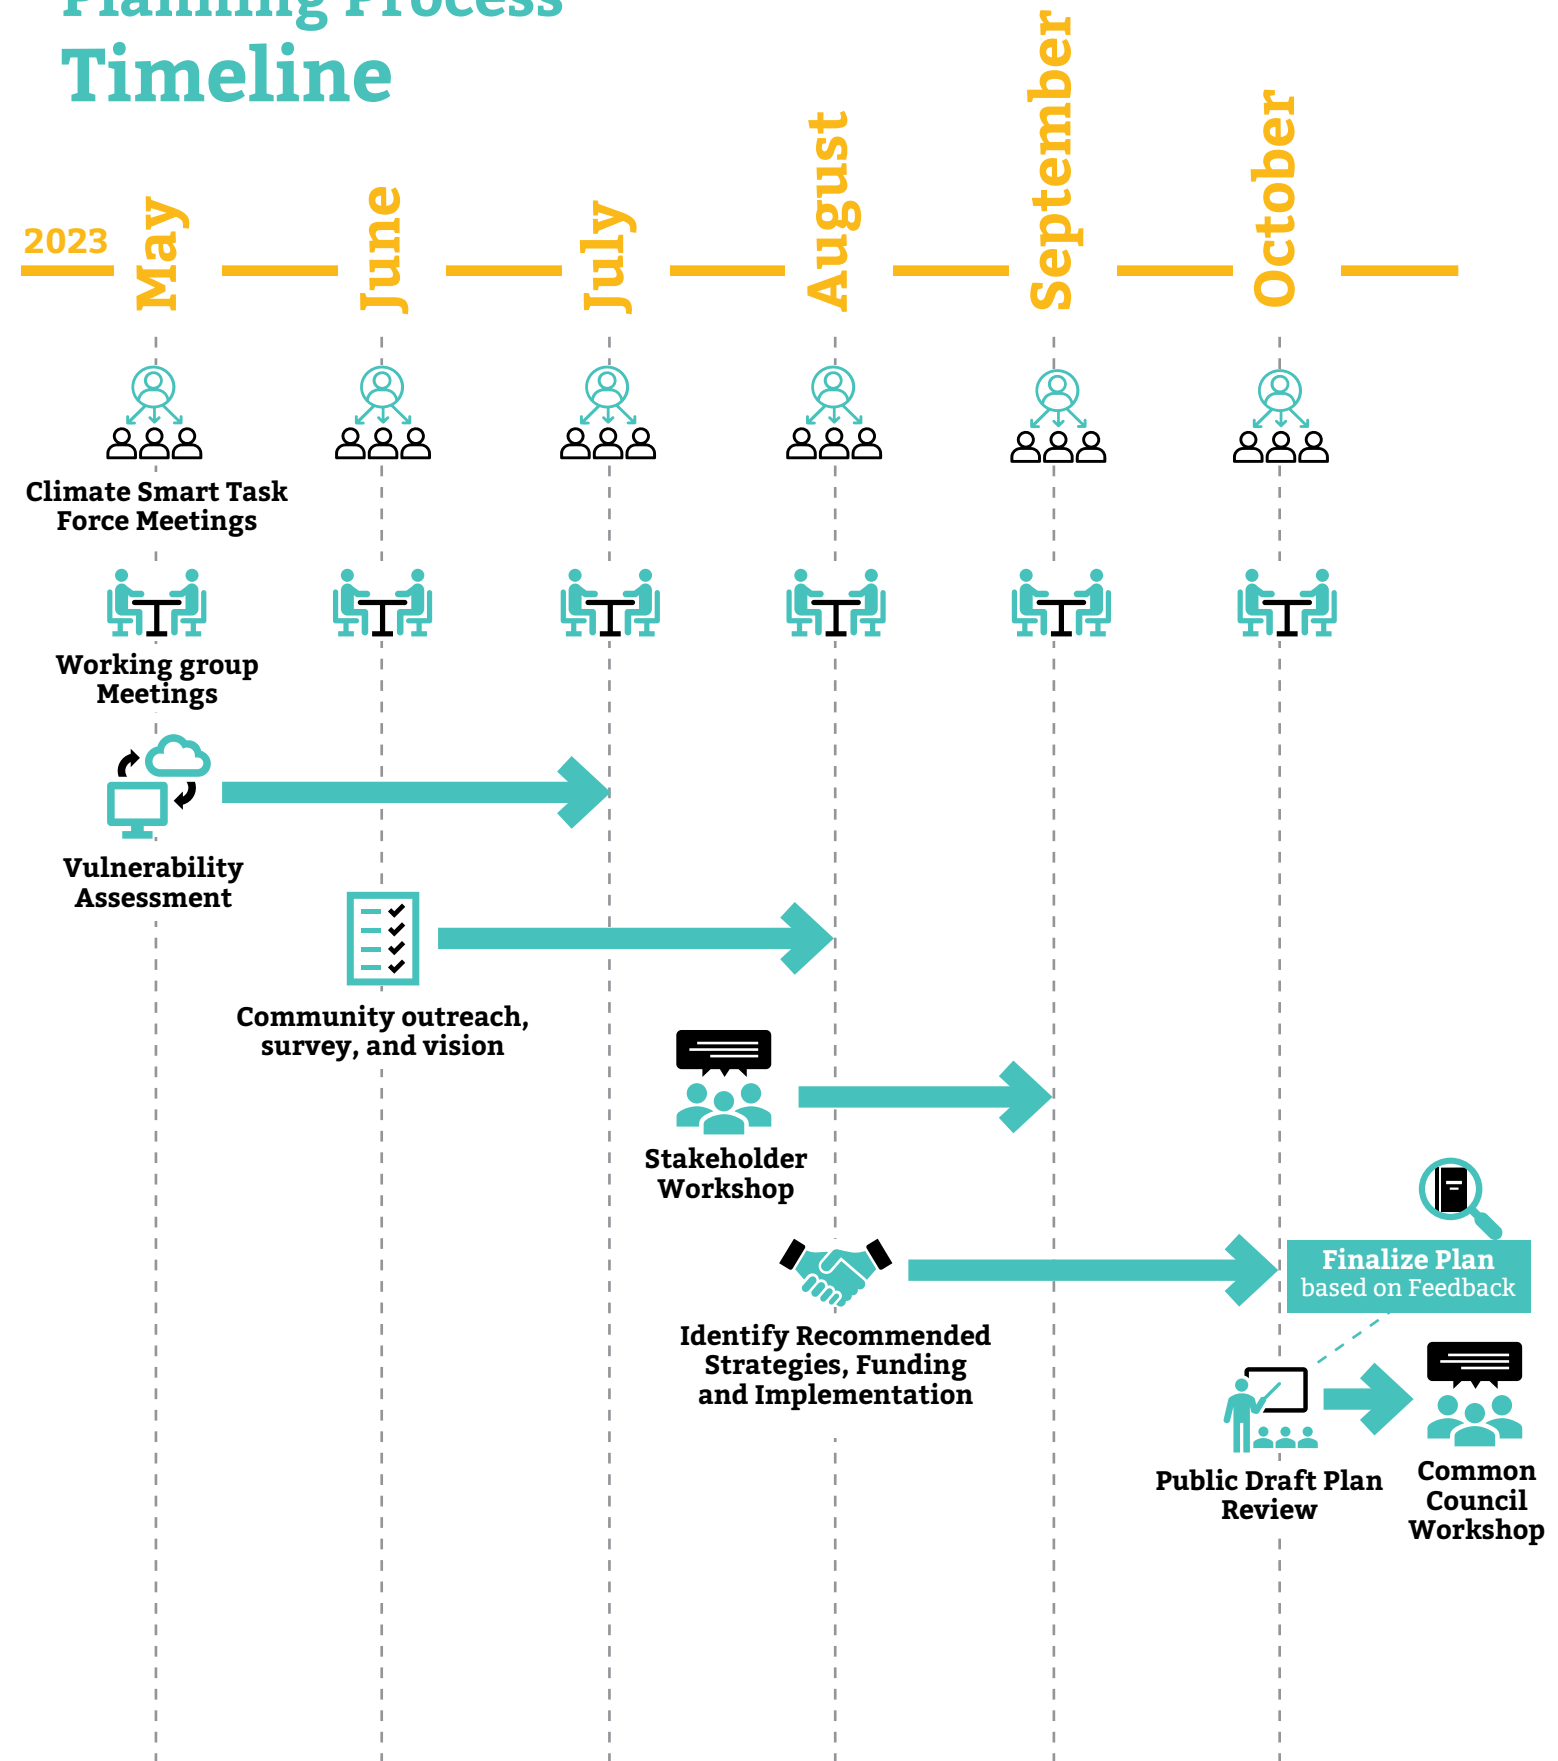 Planning Process
Timeline
2023
May
June
July
August
September
October
Climate Smart Task
Force Meetings
Working group
Meetings
Vulnerability
Assessment
Community outreach,
survey, and vision
Stakeholder
Workshop
Finalize Plan
based on Feedback
Identify Recommended
Strategies, Funding
and Implementation
Public Draft Plan
Review
Common
Council
Workshop